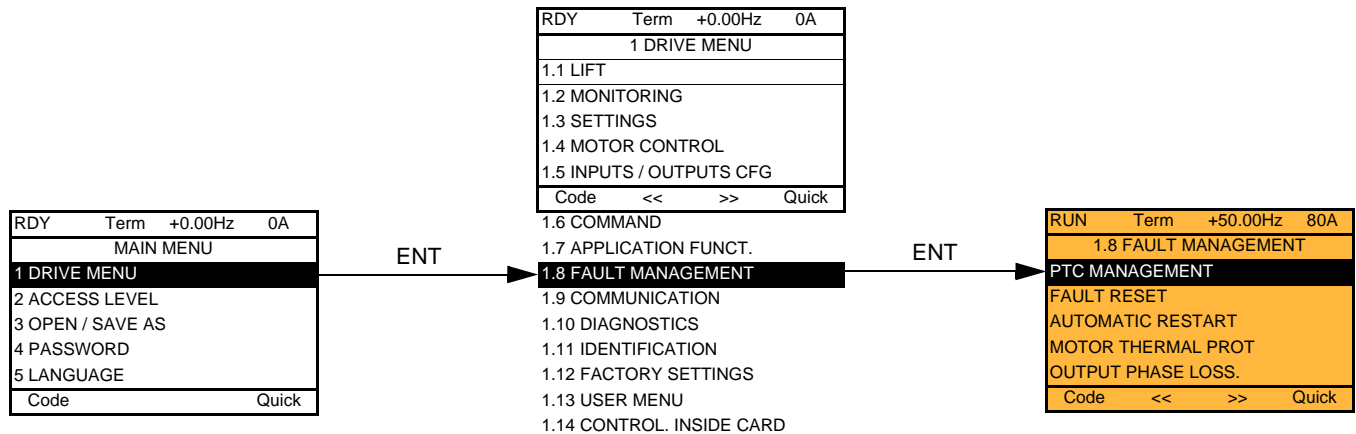 RDY Term +0.00Hz 0A
MAIN MENU
1 DRIVE MENU
2 ACCESS LEVEL
3 OPEN / SAVE AS
4 PASSWORD
5 LANGUAGE
Code Quick
ENT
RDY Term +0.00Hz 0A
1 DRIVE MENU
1.1 LIFT
1.2 MONITORING
1.3 SETTINGS
1.4 MOTOR CONTROL
1.5 INPUTS / OUTPUTS CFG
Code << >> Quick
1.6 COMMAND
1.7 APPLICATION FUNCT.
1.8 FAULT MANAGEMENT
1.9 COMMUNICATION
1.10 DIAGNOSTICS
1.11 IDENTIFICATION
1.12 FACTORY SETTINGS
1.13 USER MENU
1.14 CONTROL. INSIDE CARD
ENT
RUN Term +50.00Hz 80A
1.8 FAULT MANAGEMENT
PTC MANAGEMENT
FAULT RESET
AUTOMATIC RESTART
MOTOR THERMAL PROT
OUTPUT PHASE LOSS.
Code << >> Quick